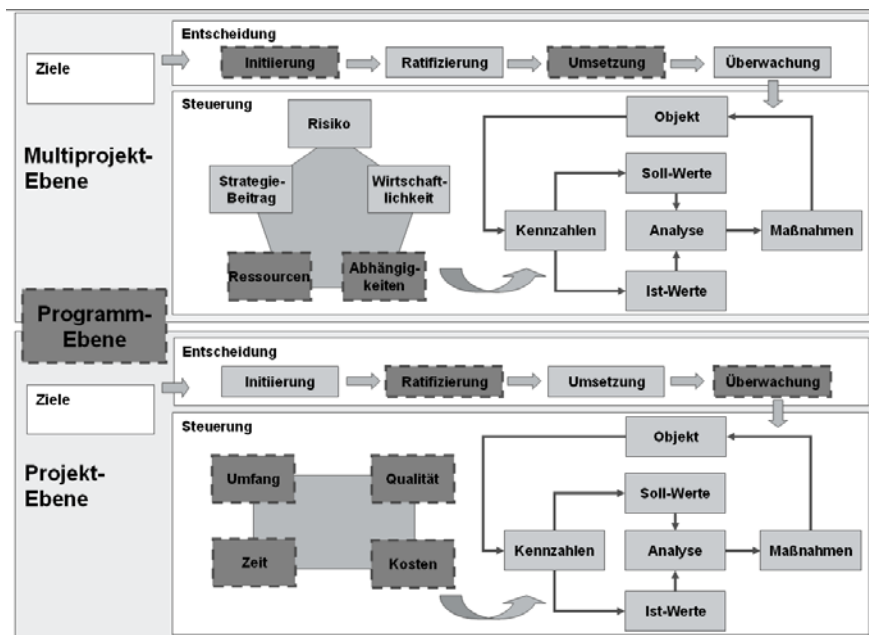 Entscheidung
Ziele
Initiierung
Ratifizierung
Umsetzung
Überwachung
Multiprojekt-
Ebene
Steuerung
Risiko
Strategie-
Beitrag
Wirtschaft-
lichkeit
Ressourcen
Abhängig-
keiten
Objekt
Soll-Werte
Kennzahlen
Analyse
Maßnahmen
Ist-Werte
Programm-
Ebene
Entscheidung
Ziele
Initiierung
Ratifizierung
Umsetzung
Überwachung
Projekt-
Ebene
Steuerung
Umfang
Qualität
Zeit
Kosten
Objekt
Soll-Werte
Kennzahlen
Analyse
Maßnahmen
Ist-Werte